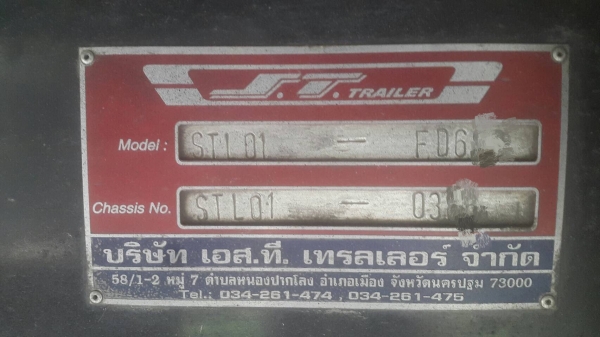 S.T. TRAILER
Model : STL01 - FD6
Chassis No. STL01 - 03
บริษัท เอส.ที. เทรลเลอร์ จำกัด
58/1-2 หมู่ 7 ตำบลหนองปากโลง อำเภอเมือง จังหวัดนครปฐม 73000
Tel.: 034-261-474 , 034-261-475